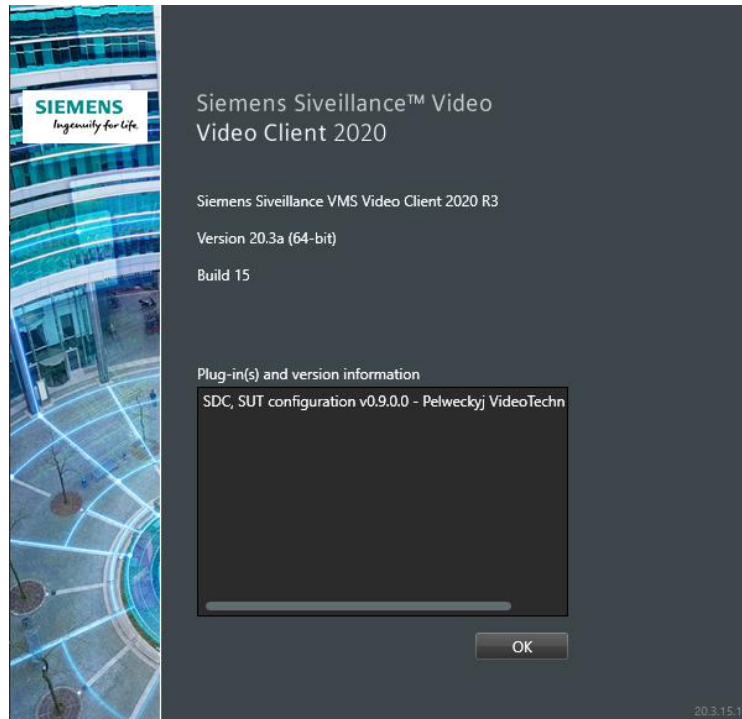 SIEMENS
Ingenuity for life
Siemens Siveillance™ Video
Video Client 2020
Siemens Siveillance VMS Video Client 2020 R3
Version 20.3a (64-bit)
Build 15
Plug-in(s) and version information
SDC, SUT configuration v0.9.0.0 - Pelweckyj VideoTechn
OK
20.3.15.1